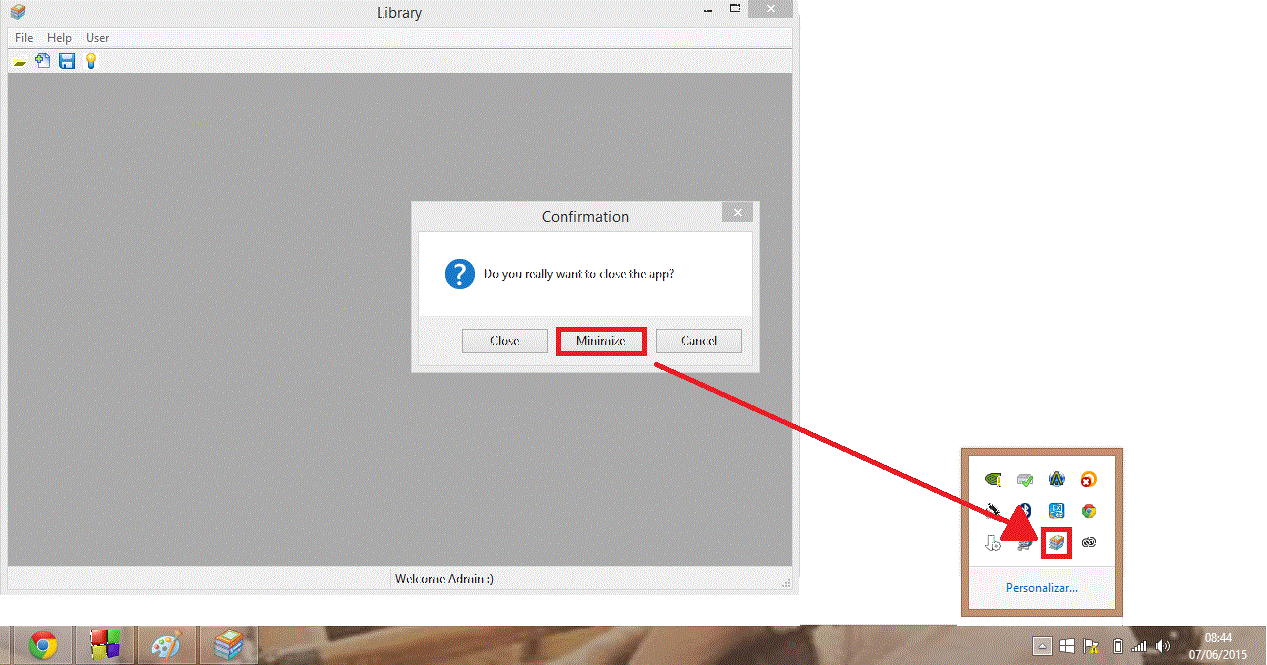 Library
File Help User
Confirmation
Do you really want to close the app?
Close Minimize Cancel
Personalizar...
Welcome Admin :)
08:44
07/06/2015